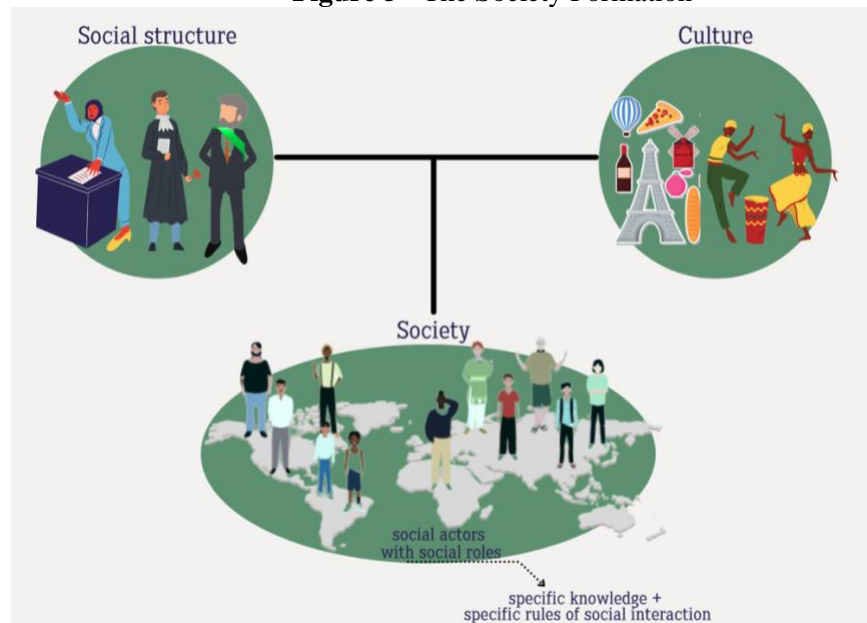 Social structure
Culture
Society
social actors
with social roles
specific knowledge +
specific rules of social interaction